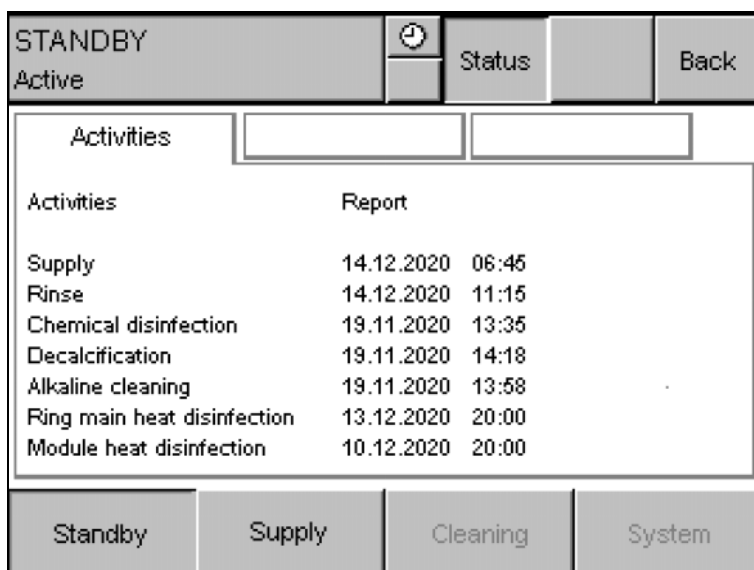 STANDBY
Active
Status
Back
Activities
Activities Report
Supply 14.12.2020 06:45
Rinse 14.12.2020 11:15
Chemical disinfection 19.11.2020 13:35
Decalcification 19.11.2020 14:18
Alkaline cleaning 19.11.2020 13:58
Ring main heat disinfection 13.12.2020 20:00
Module heat disinfection 10.12.2020 20:00
Standby Supply Cleaning System